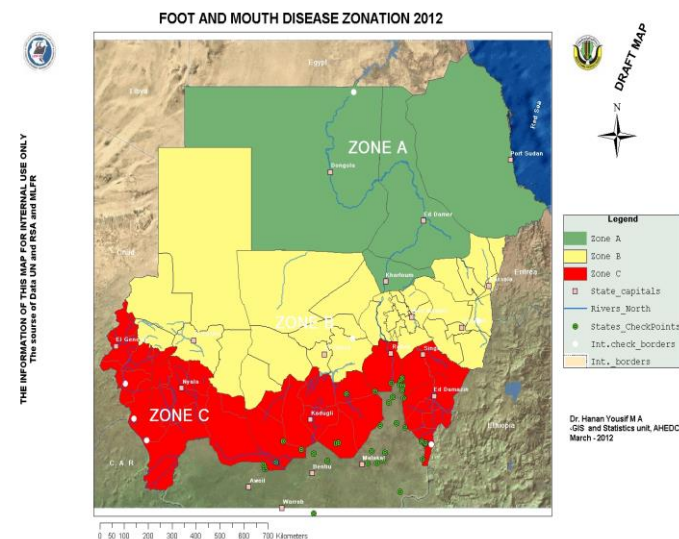 FOOT AND MOUTH DISEASE ZONATION 2012
DRAFT MAP
THE INFORMATION OF THIS MAP FOR INTERNAL USE ONLY
The sourse of Data UN and RSA and MLFR
Egypt
Libya
Red Sea
ZONE A
Port Sudan
Dongola
Ed Damer
N
Chad
Khartoum
Eritrea
Kassala
ZONE B
El Gene
Nyala
Ed Damazin
ZONE C
Kadugli
Ethiopia
C A R
Bentiu
Malakal
Aweil
Warrab
Legend
Zone A
Zone B
Zone C
State_capitals
Rivers_North
States_CheckPoints
Int.check_borders
Int._borders
Dr. Hanan Yousif M A
-GIS and Statistics unit, AHEDC
March - 2012
0 50 100 200 300 400 500 600 700 Kilometers